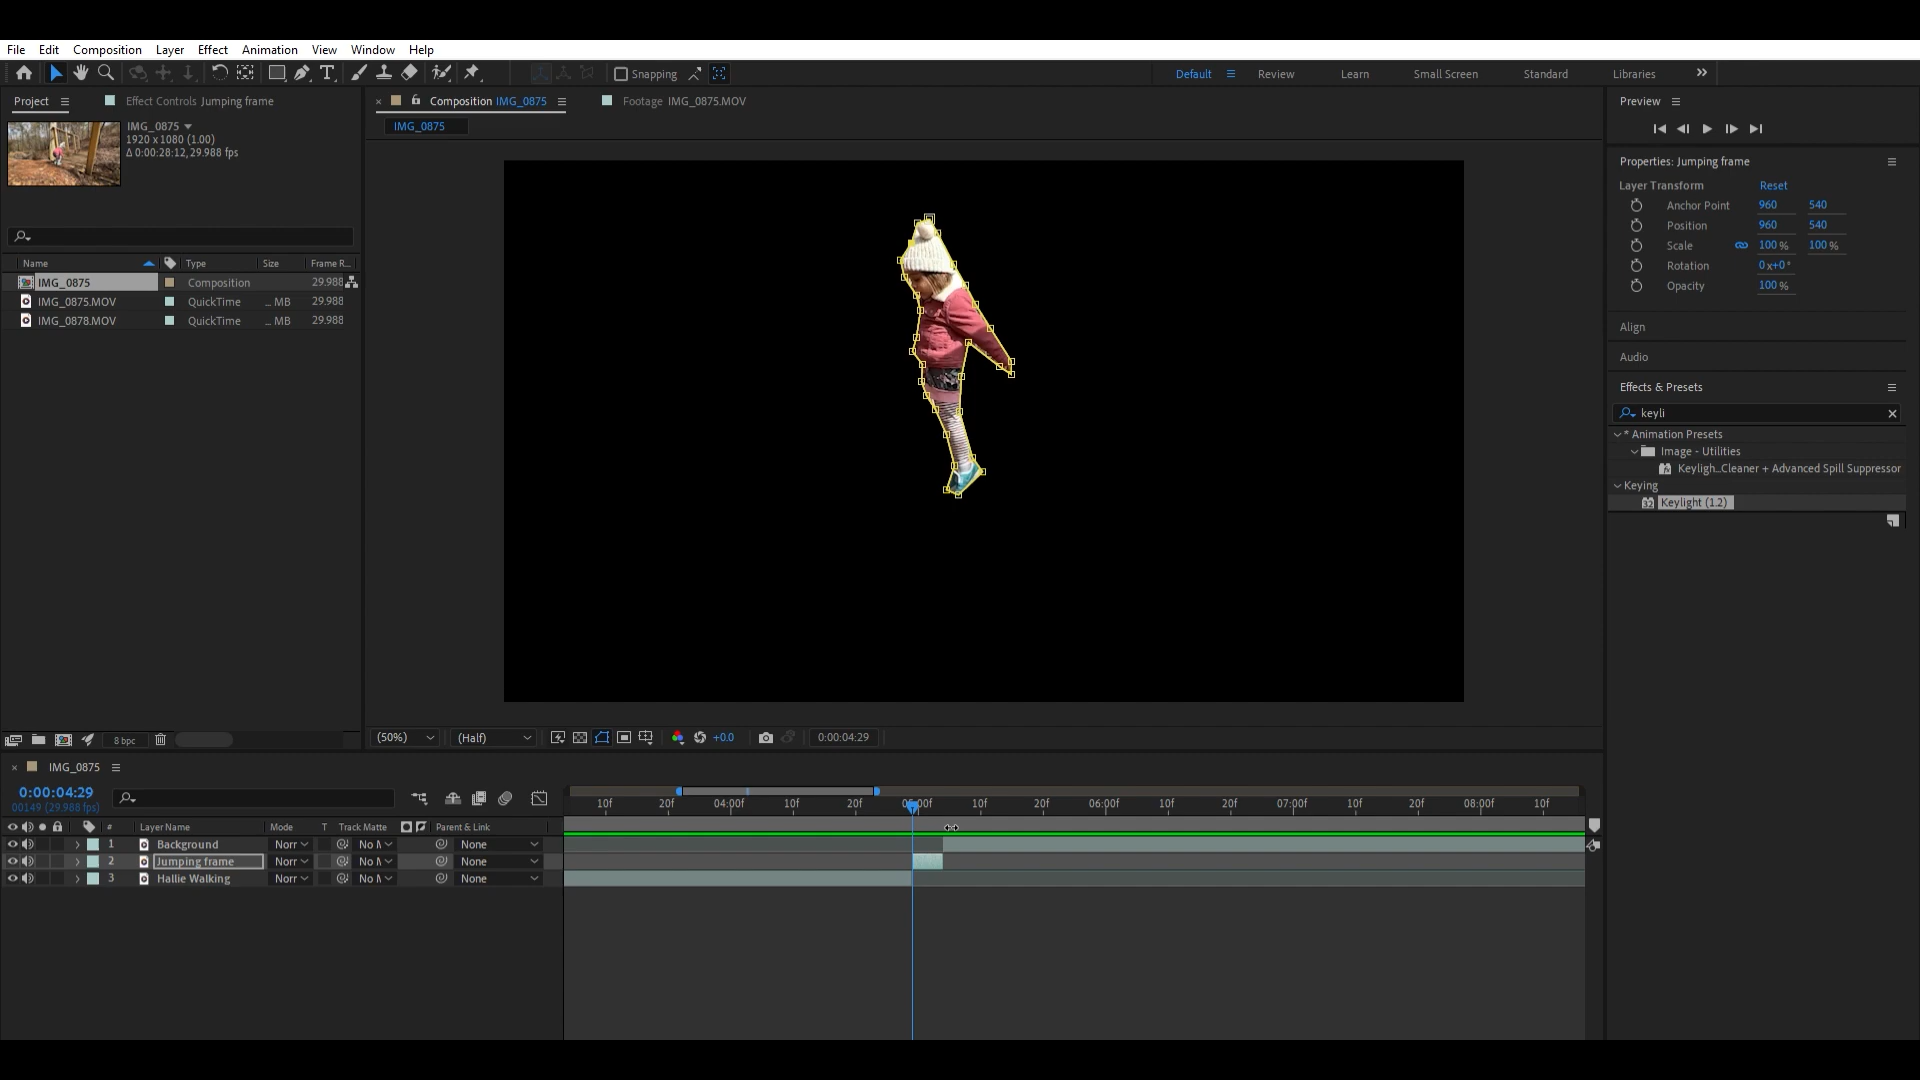 File Edit Composition Layer Effect Animation View Window Help
Snapping
Default Review Learn Small Screen Standard Libraries
Project Effect Controls Jumping frame
IMG_0875
1920 x 1080 (1.00)
Δ 0:00:28:12, 29.988 fps
Name Type Size Frame R...
IMG_0875 Composition 29.988
IMG_0875.MOV QuickTime ... MB 29.988
IMG_0878.MOV QuickTime ... MB 29.988
8 bpc
Composition IMG_0875 Footage IMG_0875.MOV
IMG_0875
(50%) (Half) +0.0 0:00:04:29
Preview
Properties: Jumping frame
Layer Transform Reset
Anchor Point 960 540
Position 960 540
Scale 100 % 100 %
Rotation 0x+0°
Opacity 100 %
Align
Audio
Effects & Presets
keyli
* Animation Presets
Image - Utilities
Keyligh...Cleaner + Advanced Spill Suppressor
Keying
Keylight (1.2)
IMG_0875
0:00:04:29
00149 (29.988 fps)
10f 20f 04:00f 10f 20f 05:00f 10f 20f 06:00f 10f 20f 07:00f 10f 20f 08:00f 10f
# Layer Name Mode T Track Matte Parent & Link
1 Background Norr No M None
2 Jumping frame Norr No M None
3 Hallie Walking Norr No M None